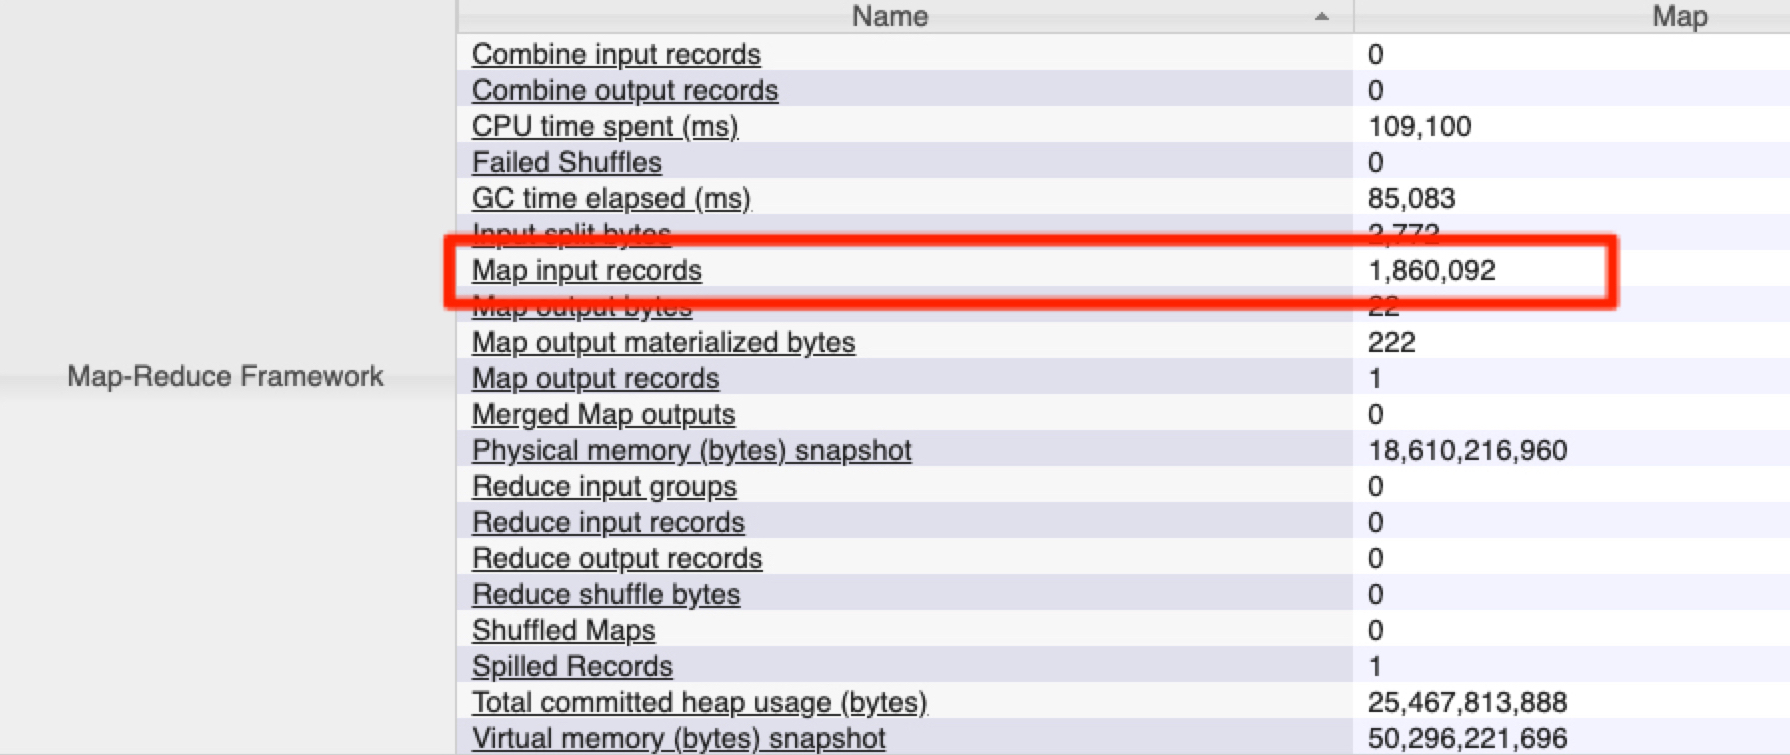 Name Map
Combine input records 0
Combine output records 0
CPU time spent (ms) 109,100
Failed Shuffles 0
GC time elapsed (ms) 85,083
Input split bytes 2,772
Map input records 1,860,092
Map output bytes 22
Map output materialized bytes 222
Map-Reduce Framework
Map output records 1
Merged Map outputs 0
Physical memory (bytes) snapshot 18,610,216,960
Reduce input groups 0
Reduce input records 0
Reduce output records 0
Reduce shuffle bytes 0
Shuffled Maps 0
Spilled Records 1
Total committed heap usage (bytes) 25,467,813,888
Virtual memory (bytes) snapshot 50,296,221,696